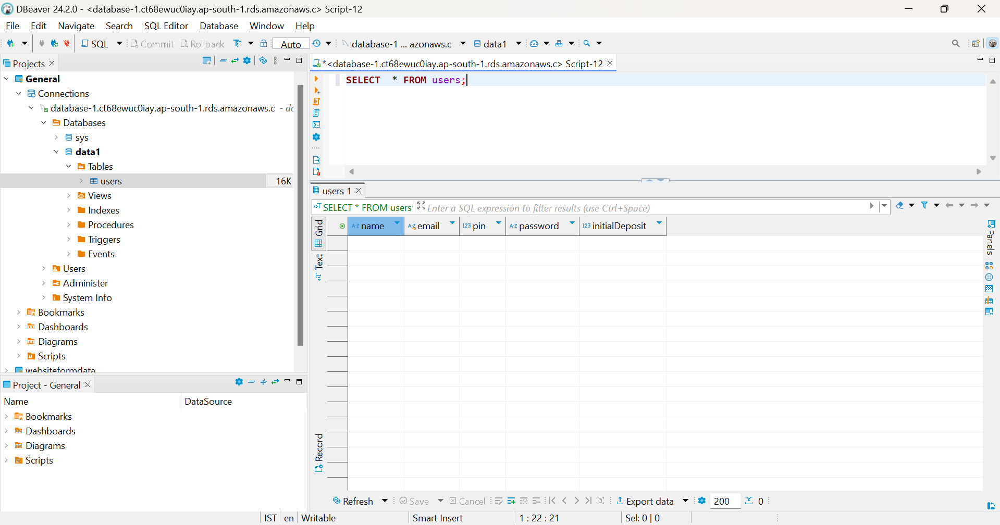 DBeaver 24.2.0 - <database-1.ct68ewuc0iay.ap-south-1.rds.amazonaws.c> Script-12
File Edit Navigate Search SQL Editor Database Window Help
SQL Commit Rollback Auto database-1 ... azonaws.c data1
Projects
General
Connections
database-1.ct68ewuc0iay.ap-south-1.rds.amazonaws.c
Databases
sys
data1
Tables
users 16K
Views
Indexes
Procedures
Triggers
Events
Users
Administer
System Info
Bookmarks
Dashboards
Diagrams
Scripts
websiteformdata
Project - General
Name DataSource
Bookmarks
Dashboards
Diagrams
Scripts
*<database-1.ct68ewuc0iay.ap-south-1.rds.amazonaws.c> Script-12
SELECT * FROM users;
users 1
SELECT * FROM users Enter a SQL expression to filter results (use Ctrl+Space)
Grid
Text
Record
A-Z name A-Z email 123 pin A-Z password 123 initialDeposit
Panels
Refresh Save Cancel Export data 200 0
IST en Writable Smart Insert 1 : 22 : 21 Sel: 0 | 0